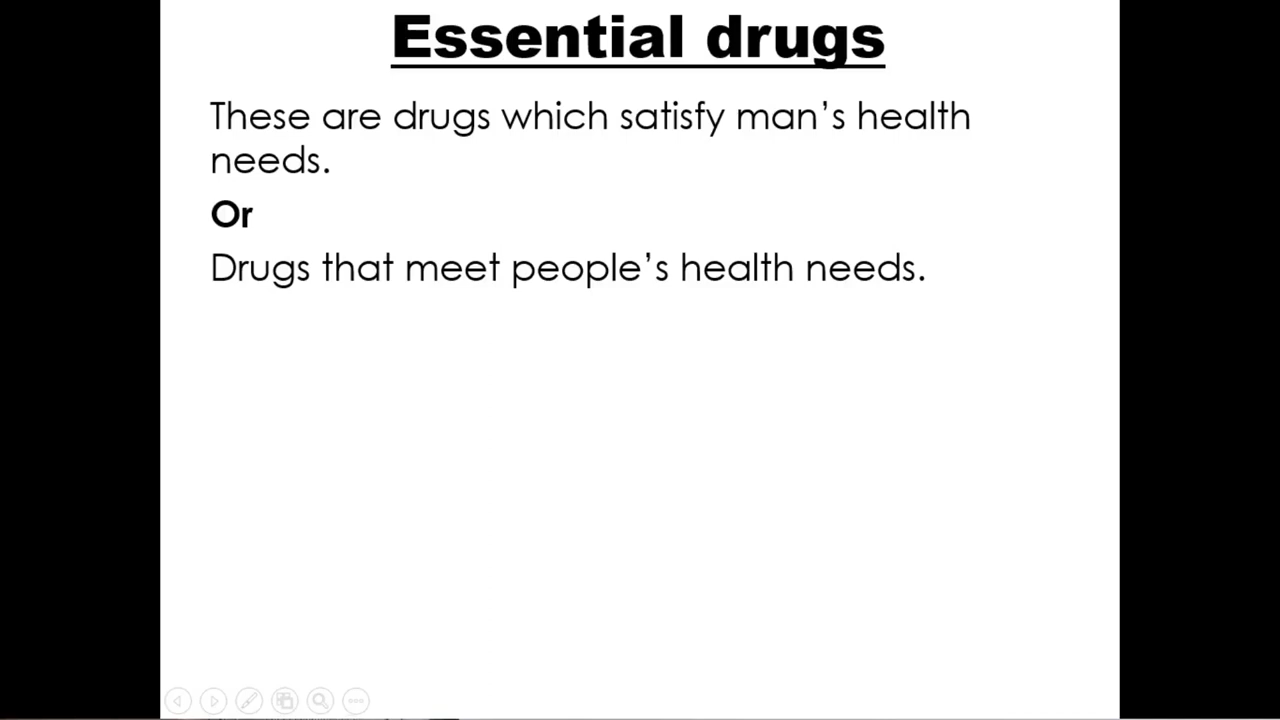 Essential drugs
These are drugs which satisfy man’s health
needs.
Or
Drugs that meet people’s health needs.